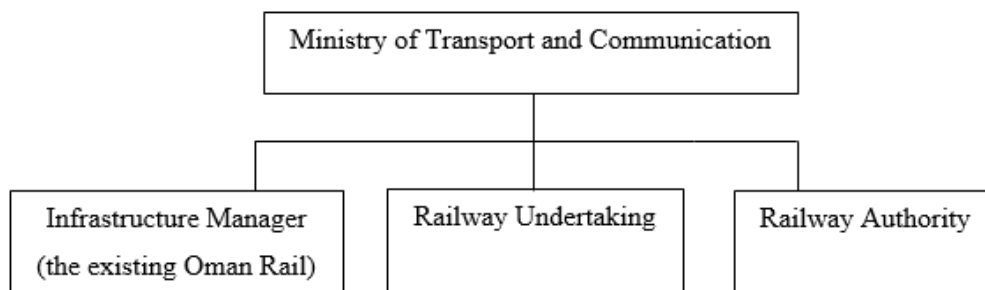 Ministry of Transport and Communication
Infrastructure Manager
(the existing Oman Rail)
Railway Undertaking
Railway Authority